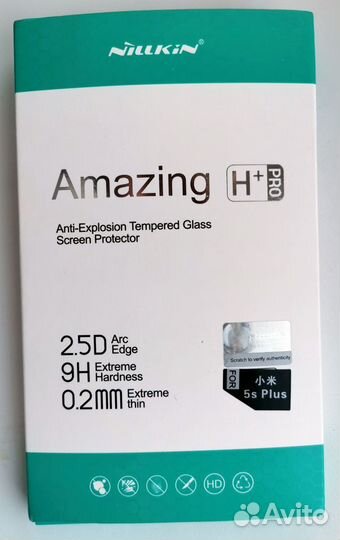 NILLKIN®
Amazing H+ PRO
Anti-Explosion Tempered Glass
Screen Protector
2.5D Arc Edge
9H Extreme Hardness
0.2mm Extreme thin
Scratch to verify authenticity
FOR 小米
5s Plus
HD
Avito